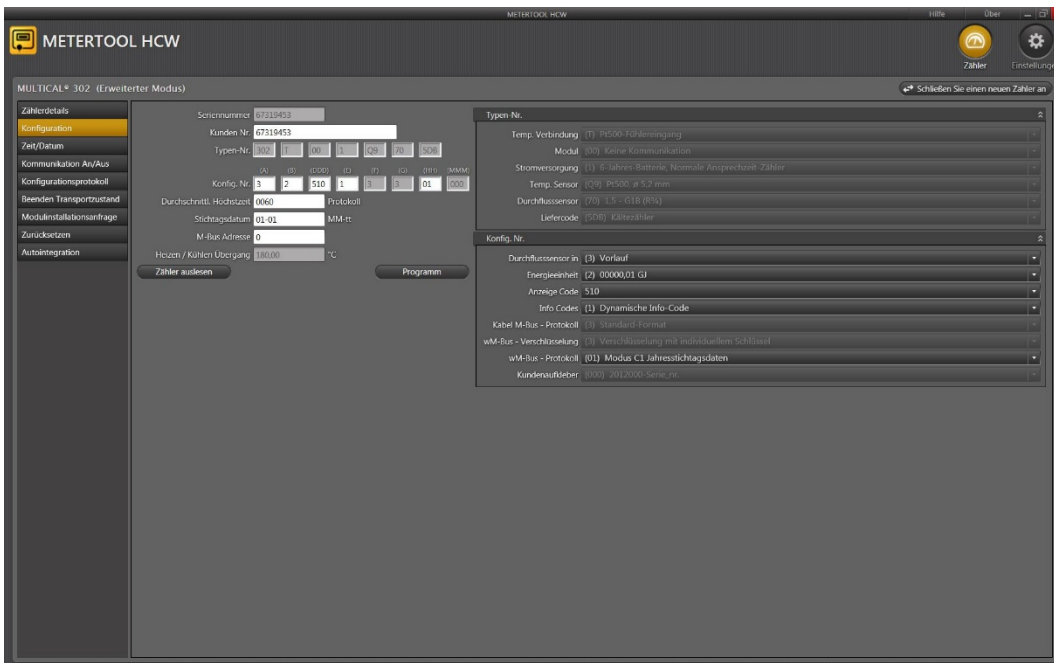 METERTOOL HCW
Hilfe
Über
METERTOOL HCW
Zähler
Einstellunge
MULTICAL® 302 (Erweiterter Modus)
Schließen Sie einen neuen Zähler an
Zählerdetails
Konfiguration
Zeit/Datum
Kommunikation An/Aus
Konfigurationsprotokoll
Beenden Transportzustand
Modulinstallationsanfrage
Zurücksetzen
Autointegration
Seriennummer 67319453
Kunden Nr. 67319453
Typen-Nr. 302 T 00 1 Q9 70 5DB
(A) (B) (DDD) (E) (F) (G) (HH) (MMM)
Konfig. Nr. 3 2 510 1 3 3 01 000
Durchschnittl. Höchstzeit 0060 Protokoll
Stichtagsdatum 01-01 MM-tt
M-Bus Adresse 0
Heizen / Kühlen Übergang 180,00 °C
Zähler auslesen
Programm
Typen-Nr.
Temp. Verbindung (T) Pt500-Fühlereingang
Modul (00) Keine Kommunikation
Stromversorgung (1) 6-Jahres-Batterie, Normale Ansprechzeit-Zähler
Temp. Sensor (Q9) Pt500, ø 5,2 mm
Durchflusssensor (70) 1,5 - G1B (R¾)
Liefercode (5DB) Kältezähler
Konfig. Nr.
Durchflusssensor in (3) Vorlauf
Energieeinheit (2) 00000,01 GJ
Anzeige Code 510
Info Codes (1) Dynamische Info-Code
Kabel M-Bus - Protokoll (3) Standard-Format
wM-Bus - Verschlüsselung (3) Verschlüsselung mit individuellem Schlüssel
wM-Bus - Protokoll (01) Modus C1 Jahresstichtagsdaten
Kundenaufkleber (000) 2012000-Serie_nr.